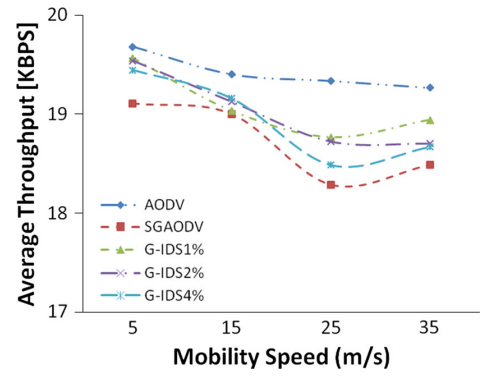 Average Throughput [KBPS]
20
19
18
17
AODV
SGAODV
G-IDS1%
G-IDS2%
G-IDS4%
5 15 25 35
Mobility Speed (m/s)